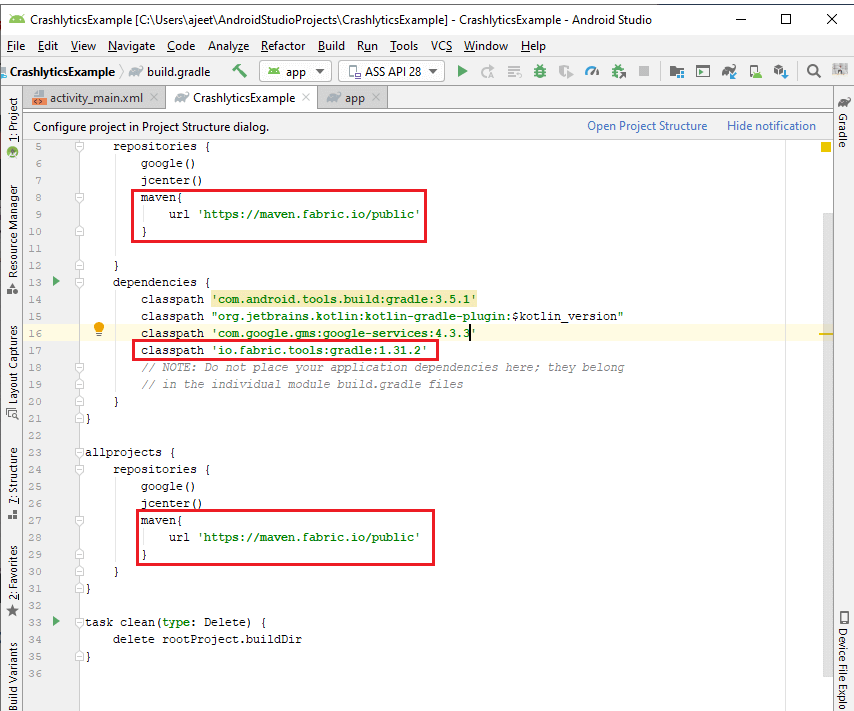 CrashlyticsExample [C:\Users\ajeet\AndroidStudioProjects\CrashlyticsExample] - CrashlyticsExample - Android Studio
File Edit View Navigate Code Analyze Refactor Build Run Tools VCS Window Help
CrashlyticsExample build.gradle app ASS API 28
activity_main.xml CrashlyticsExample app
Configure project in Project Structure dialog. Open Project Structure Hide notification
1: Project
Resource Manager
Layout Captures
7: Structure
2: Favorites
Build Variants
5 repositories {
6 google()
7 jcenter()
8 maven{
9 url 'https://maven.fabric.io/public'
10 }
11
12 }
13 dependencies {
14 classpath 'com.android.tools.build:gradle:3.5.1'
15 classpath "org.jetbrains.kotlin:kotlin-gradle-plugin:$kotlin_version"
16 classpath 'com.google.gms:google-services:4.3.3'
17 classpath 'io.fabric.tools:gradle:1.31.2'
18 // NOTE: Do not place your application dependencies here; they belong
19 // in the individual module build.gradle files
20 }
21 }
22
23 allprojects {
24 repositories {
25 google()
26 jcenter()
27 maven{
28 url 'https://maven.fabric.io/public'
29 }
30 }
31 }
32
33 task clean(type: Delete) {
34 delete rootProject.buildDir
35 }
36
Gradle
Device File Explo